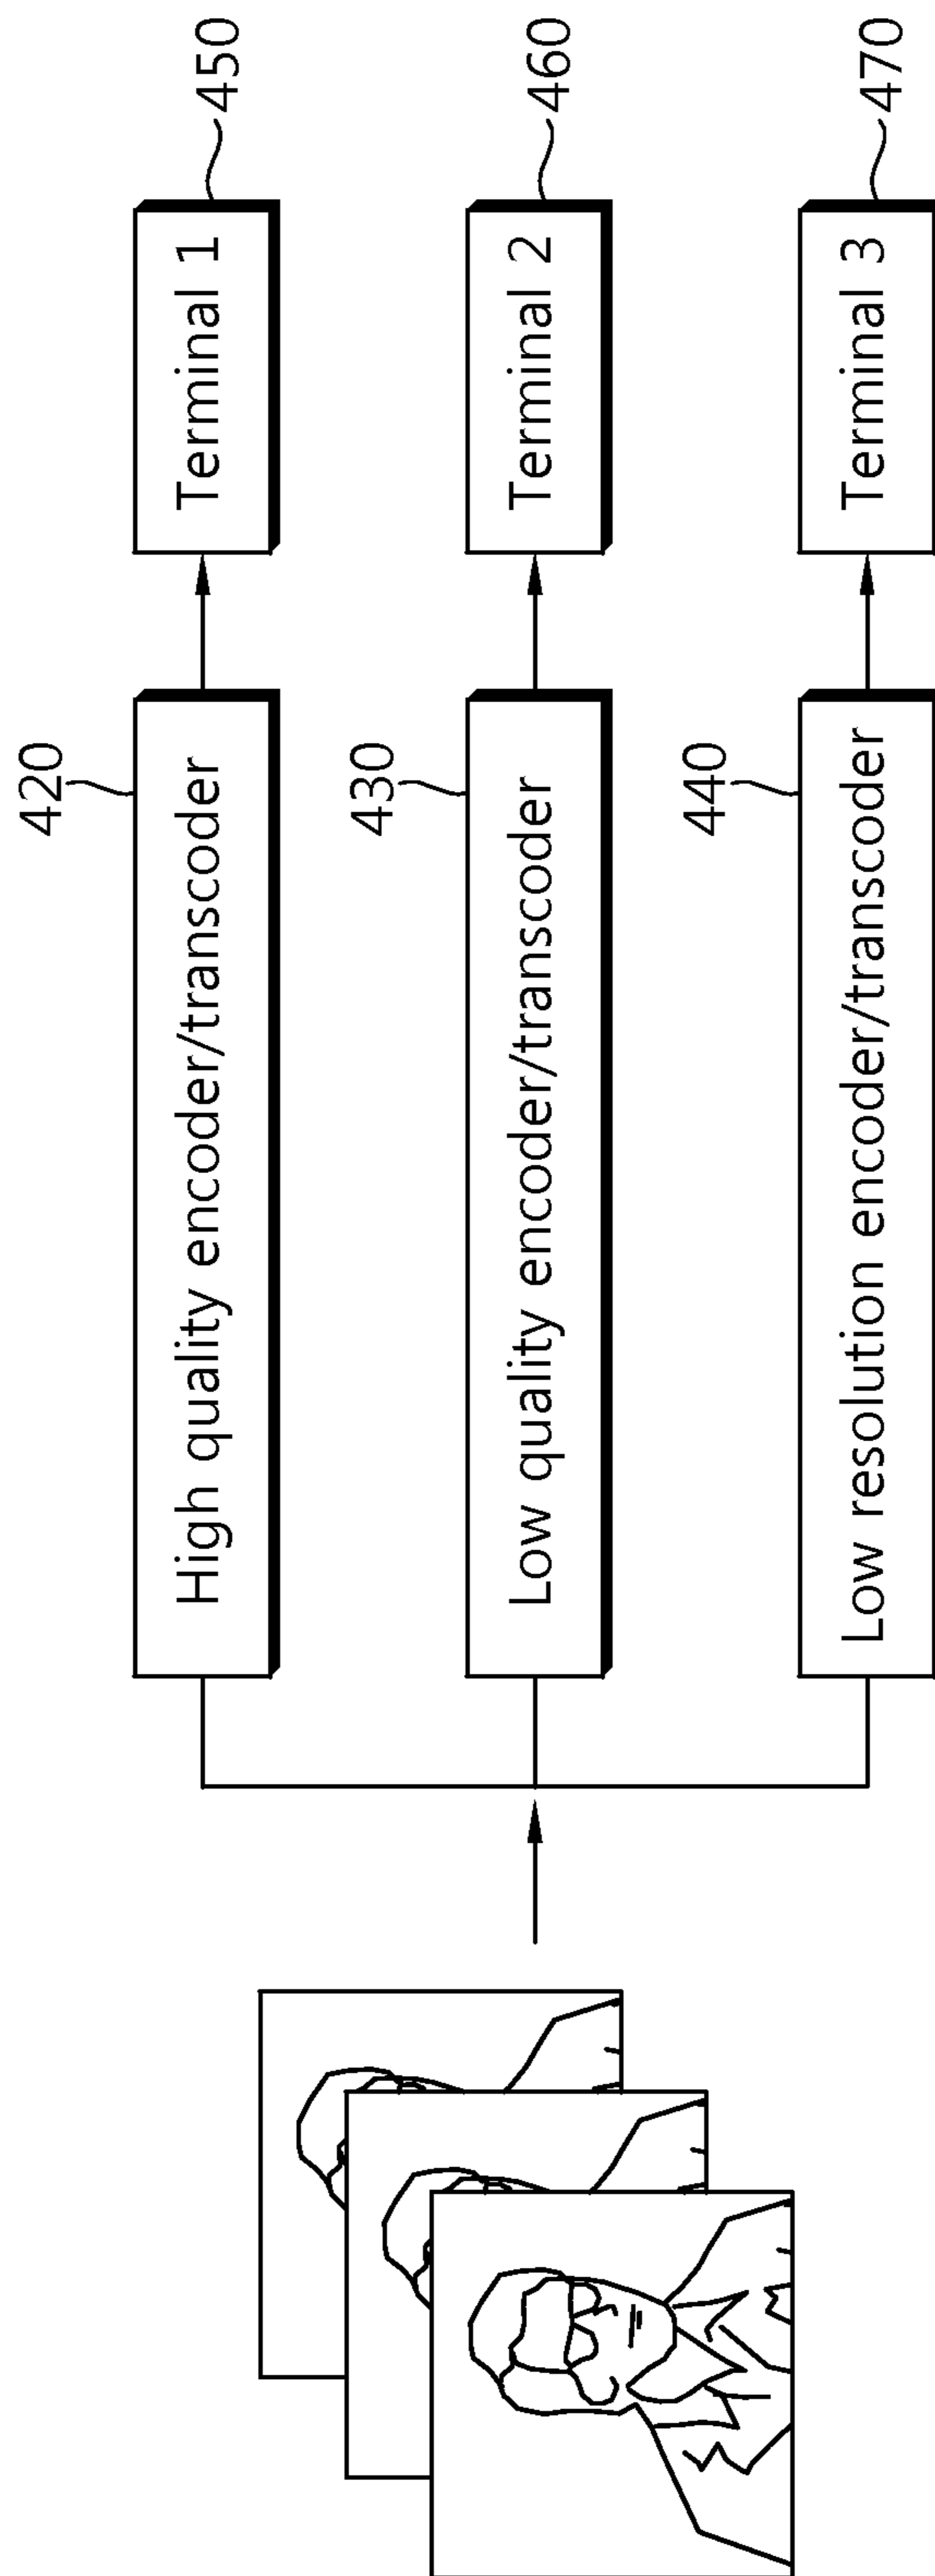 420
High quality encoder/transcoder
Terminal 1
450
430
Low quality encoder/transcoder
Terminal 2
460
440
Low resolution encoder/transcoder
Terminal 3
470